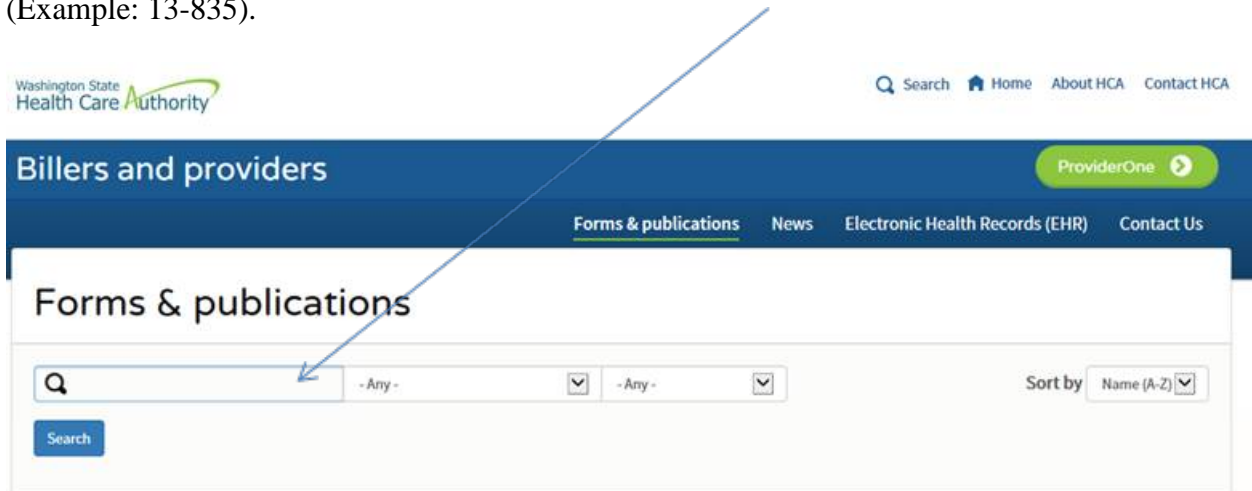 (Example: 13-835).
Washington State
Health Care Authority
Search Home About HCA Contact HCA
Billers and providers
ProviderOne
Forms & publications News Electronic Health Records (EHR) Contact Us
Forms & publications
- Any - - Any - Sort by Name (A-Z)
Search